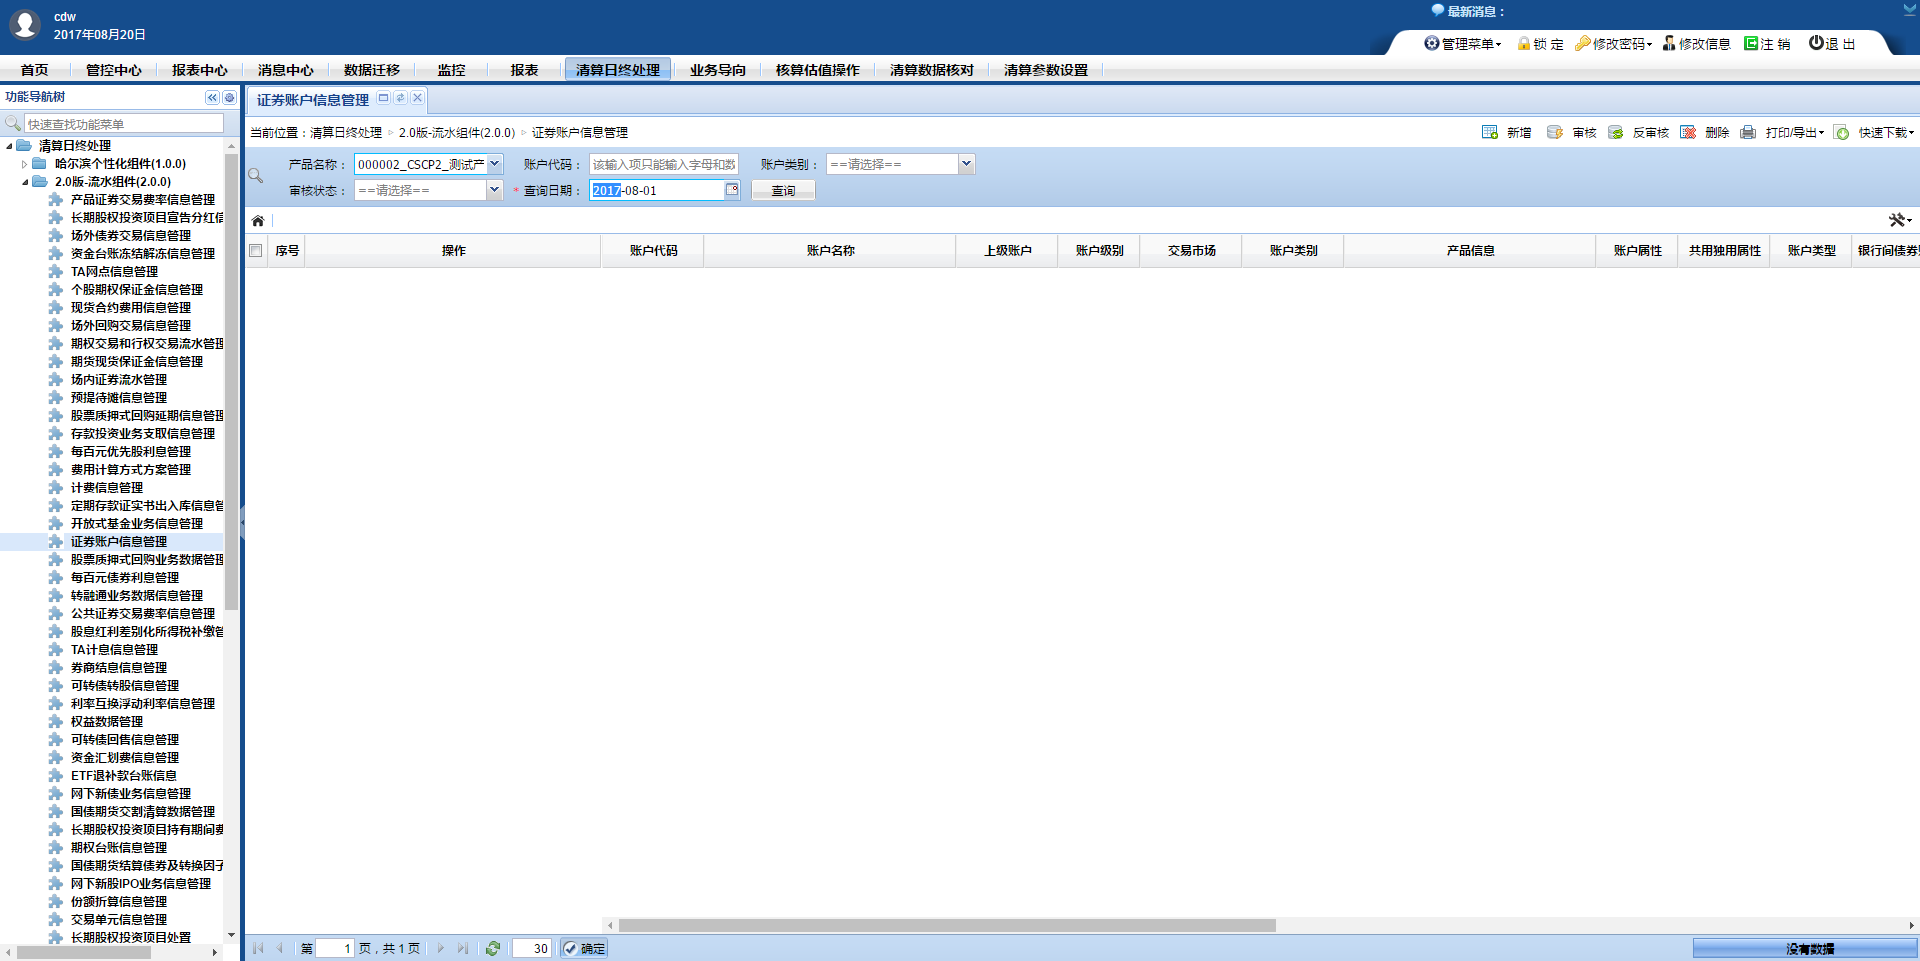 cdw
最新消息：
2017年08月20日
管理菜单 锁 定 修改密码 修改信息 注 销 退 出
首页 管控中心 报表中心 消息中心 数据迁移 监控 报表 清算日终处理 业务导向 核算估值操作 清算数据核对 清算参数设置
功能导航树
证券账户信息管理
快速查找功能菜单
当前位置：清算日终处理 2.0版-流水组件(2.0.0) 证券账户信息管理
新增 审核 反审核 删除 打印/导出 快速下载
产品名称： 000002_CSCP2_测试产 账户代码： 该输入项只能输入字母和数 账户类别： ==请选择==
审核状态： ==请选择== * 查询日期： 2017-08-01 查询
序号 操作 账户代码 账户名称 上级账户 账户级别 交易市场 账户类别 产品信息 账户属性 共用独用属性 账户类型 银行间债券
清算日终处理
哈尔滨个性化组件(1.0.0)
2.0版-流水组件(2.0.0)
产品证券交易费率信息管理
长期股权投资项目宣告分红信
场外债券交易信息管理
资金台账冻结解冻信息管理
TA网点信息管理
个股期权保证金信息管理
现货合约费用信息管理
场外回购交易信息管理
期权交易和行权交易流水管理
期货现货保证金信息管理
场内证券流水管理
预提待摊信息管理
股票质押式回购延期信息管理
存款投资业务支取信息管理
每百元优先股利息管理
费用计算方式方案管理
计费信息管理
定期存款证实书出入库信息管
开放式基金业务信息管理
证券账户信息管理
股票质押式回购业务数据管理
每百元债券利息管理
转融通业务数据信息管理
公共证券交易费率信息管理
股息红利差别化所得税补缴管
TA计息信息管理
券商结息信息管理
可转债转股信息管理
利率互换浮动利率信息管理
权益数据管理
可转债回售信息管理
资金汇划费信息管理
ETF退补款台账信息
网下新债业务信息管理
国债期货交割清算数据管理
长期股权投资项目持有期间费
期权台账信息管理
国债期货结算债券及转换因子
网下新股IPO业务信息管理
份额折算信息管理
交易单元信息管理
长期股权投资项目处置
第 1 页，共 1 页 30 确定
没有数据